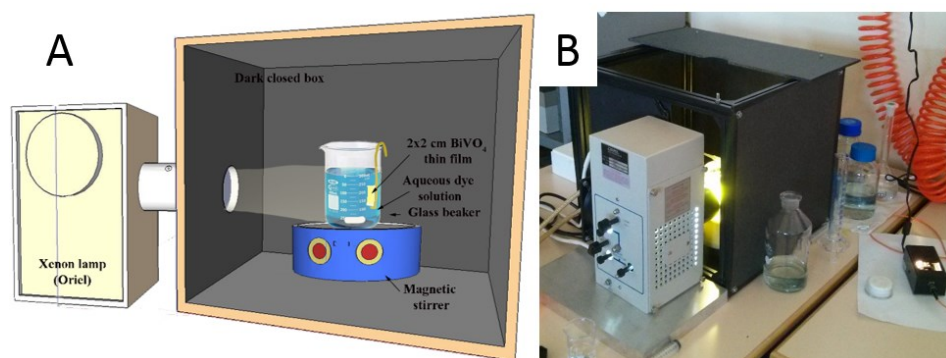 A
B
Dark closed box
2x2 cm BiVO₄
thin film
Aqueous dye
solution
Glass beaker
Xenon lamp
(Oriel)
Magnetic
stirrer